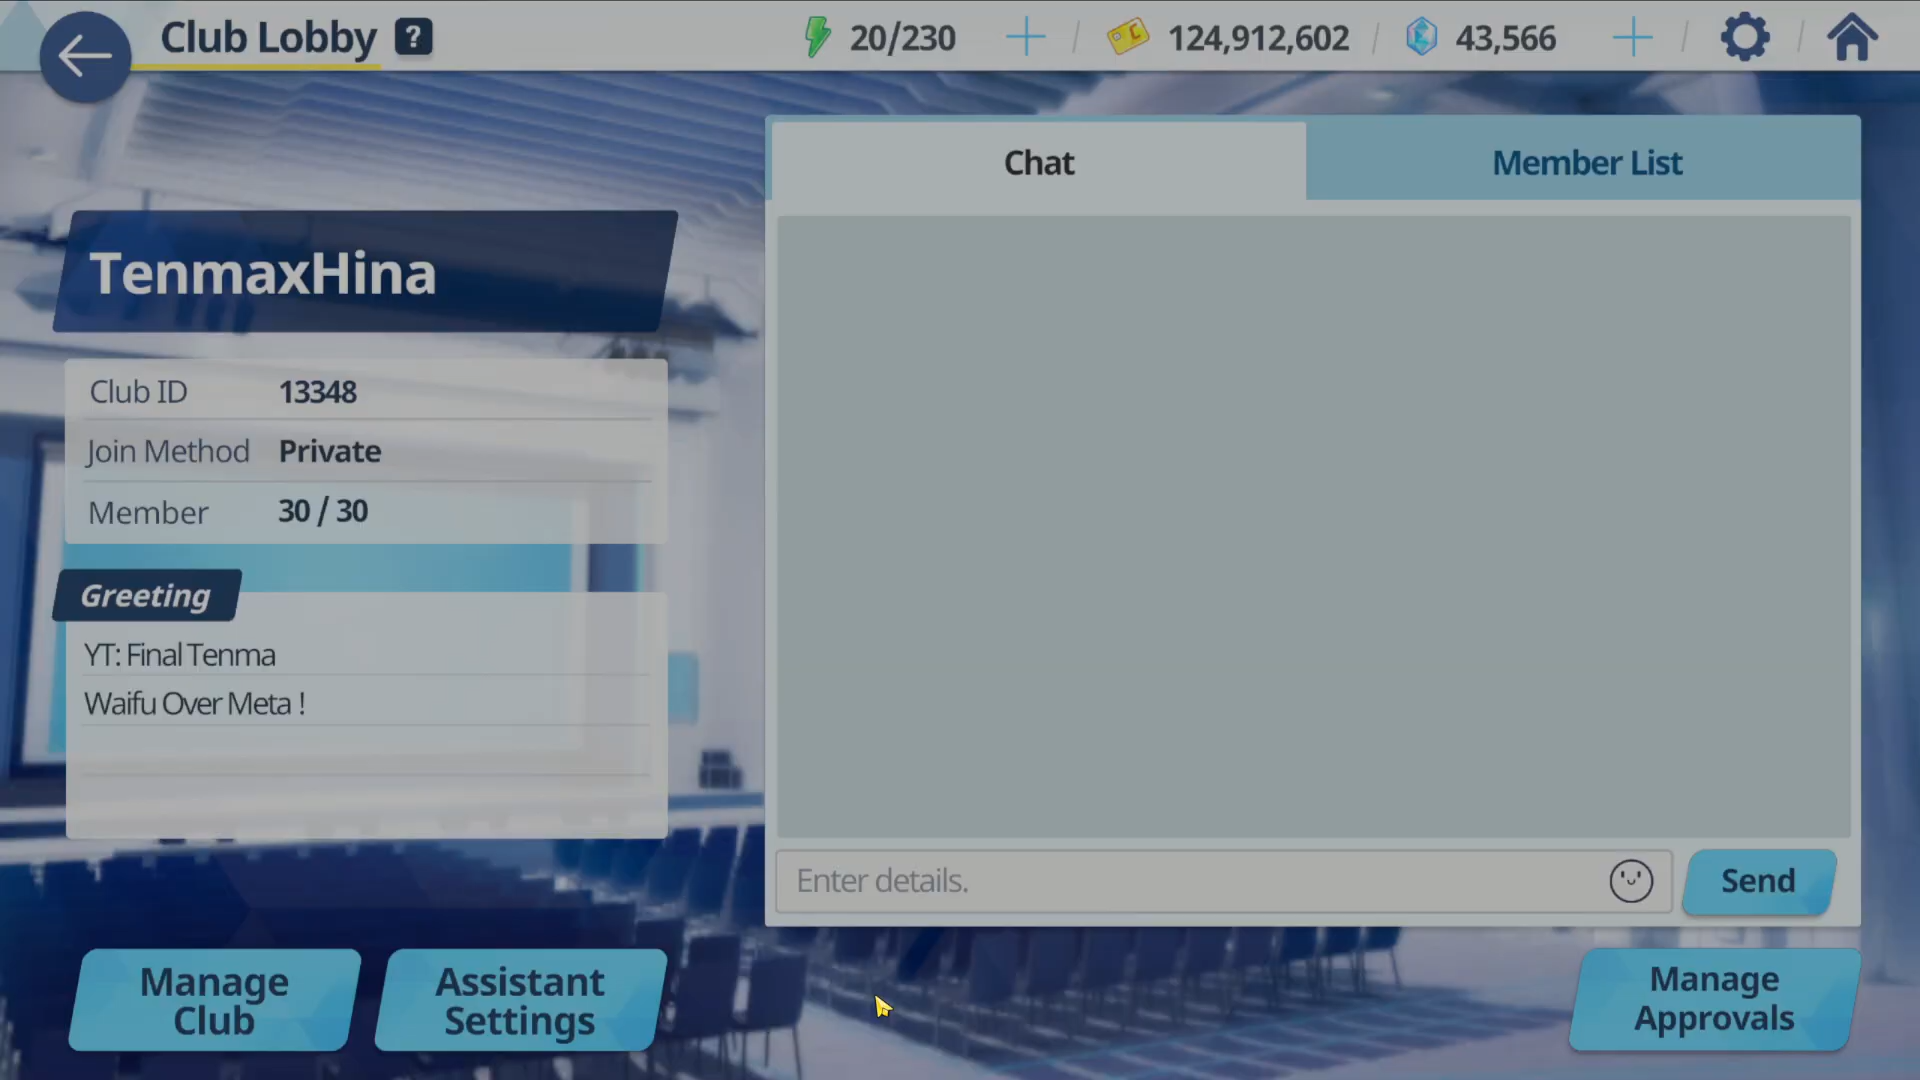 Club Lobby ?
20/230
124,912,602
43,566
Chat
Member List
TenmaxHina
Club ID 13348
Join Method Private
Member 30 / 30
Greeting
YT: Final Tenma
Waifu Over Meta !
Enter details.
Send
Manage
Club
Assistant
Settings
Manage
Approvals